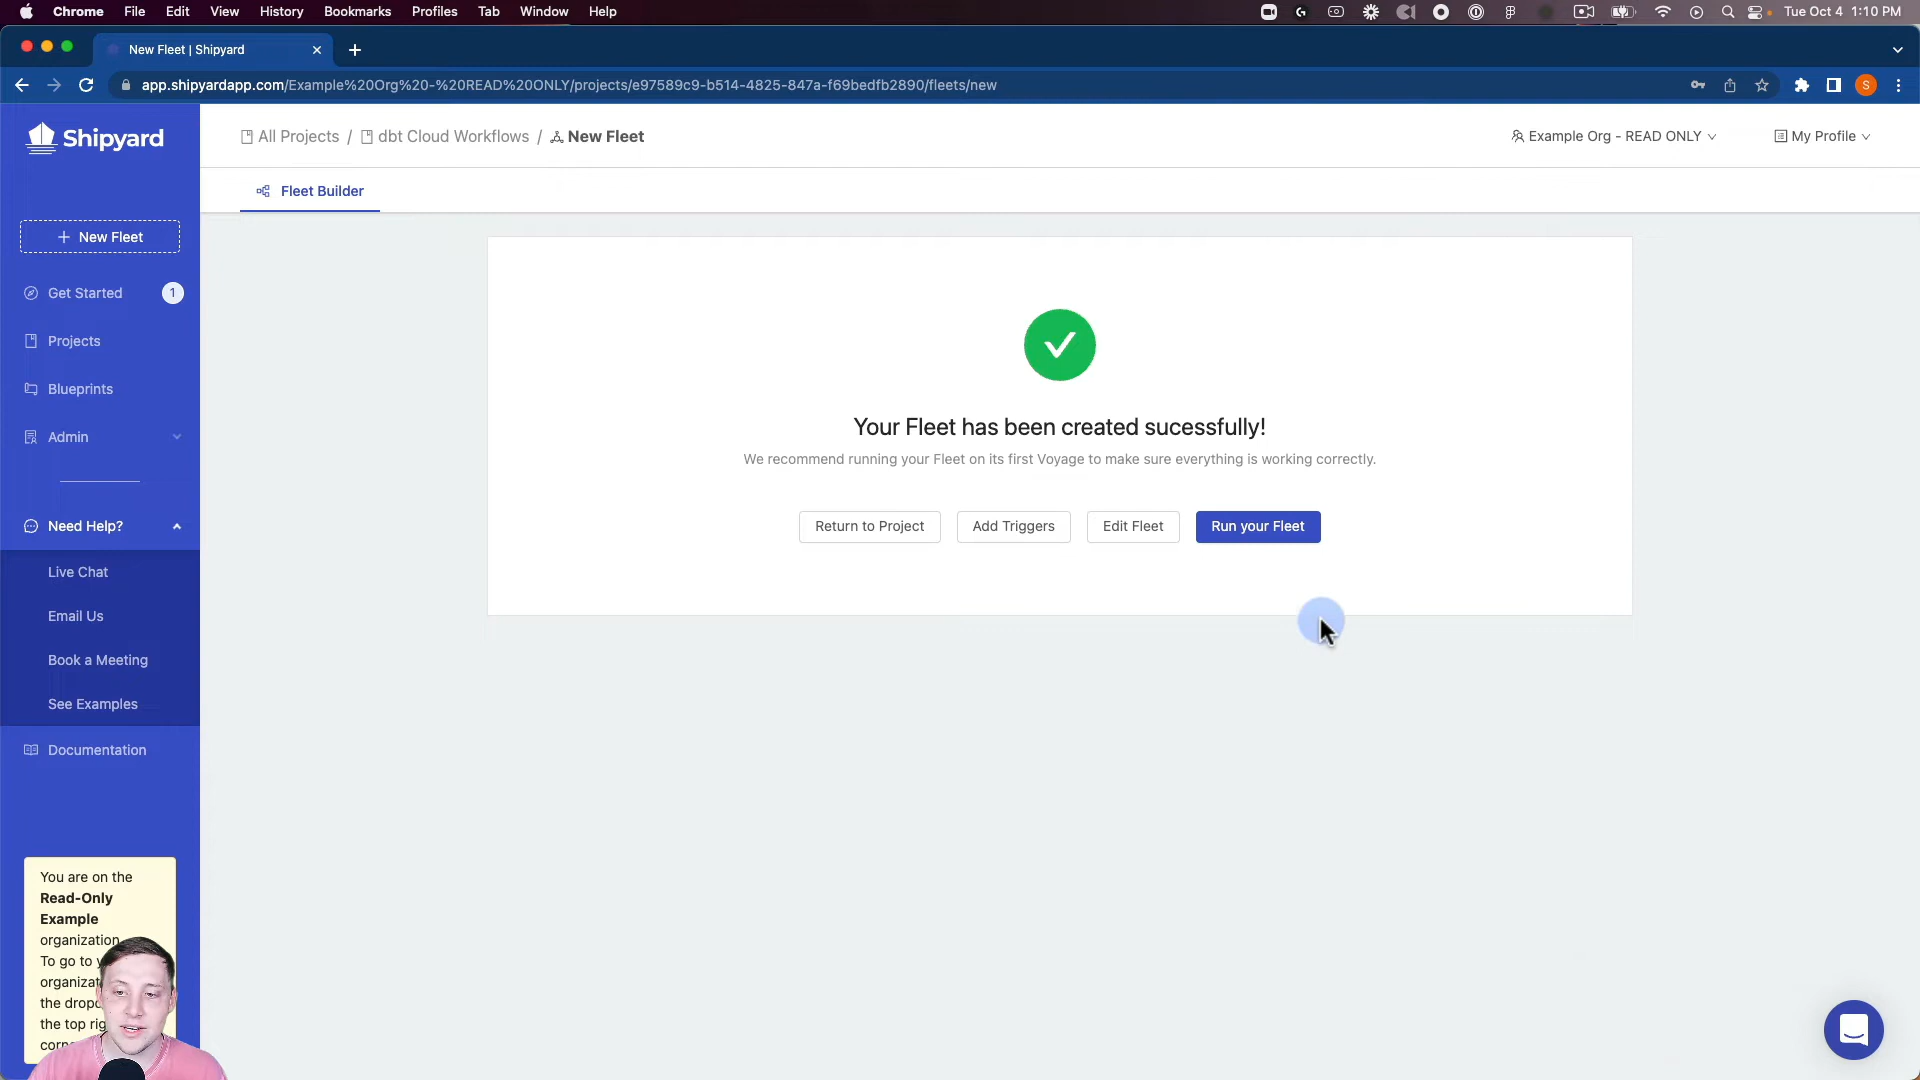 Chrome File Edit View History Bookmarks Profiles Tab Window Help Tue Oct 4 1:10 PM
New Fleet | Shipyard
app.shipyardapp.com/Example%20Org%20-%20READ%20ONLY/projects/e97589c9-b514-4825-847a-f69bedfb2890/fleets/new
S
Shipyard
All Projects / dbt Cloud Workflows / New Fleet
Example Org - READ ONLY
My Profile
Fleet Builder
+ New Fleet
Get Started 1
Projects
Blueprints
Admin
Need Help?
Live Chat
Email Us
Book a Meeting
See Examples
Documentation
Your Fleet has been created sucessfully!
We recommend running your Fleet on its first Voyage to make sure everything is working correctly.
Return to Project Add Triggers Edit Fleet Run your Fleet
You are on the
Read-Only
Example
organization
To go to
the
the top